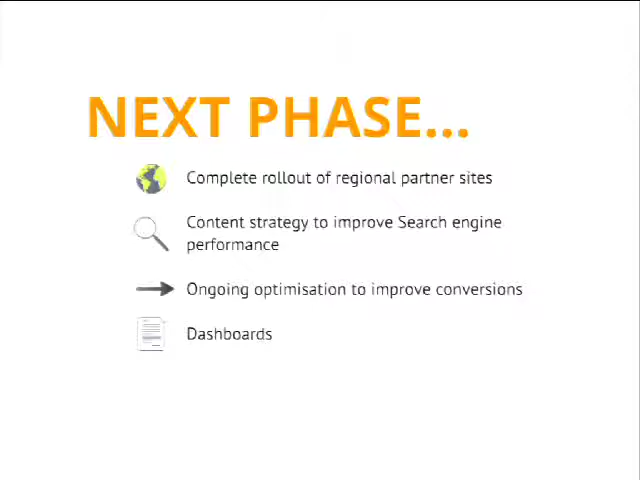 NEXT PHASE...
Complete rollout of regional partner sites
Content strategy to improve Search engine
performance
Ongoing optimisation to improve conversions
Dashboards